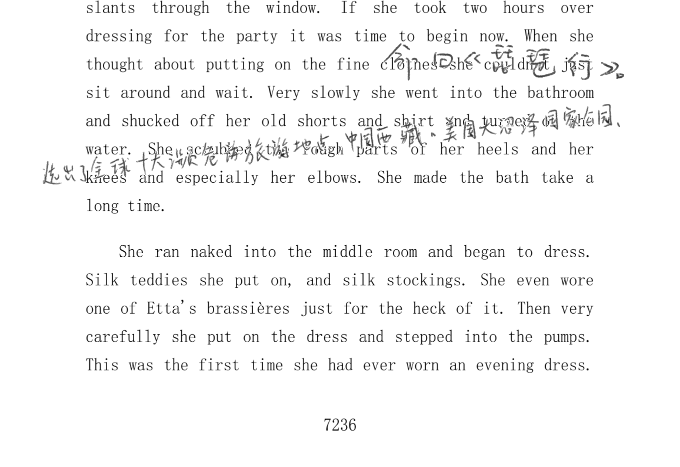 slants through the window. If she took two hours over
dressing for the party it was time to begin now. When she
thought about putting on the fine clothes she couldn't just
命回《琵琶行》。
sit around and wait. Very slowly she went into the bathroom
and shucked off her old shorts and shirt and turned on the
water. She scrubbed the rough parts of her heels and her
选出了全球十大濒危的旅游地点,中国西藏、美国大沼泽国家公园、
knees and especially her elbows. She made the bath take a
long time.
She ran naked into the middle room and began to dress.
Silk teddies she put on, and silk stockings. She even wore
one of Etta's brassières just for the heck of it. Then very
carefully she put on the dress and stepped into the pumps.
This was the first time she had ever worn an evening dress.
7236